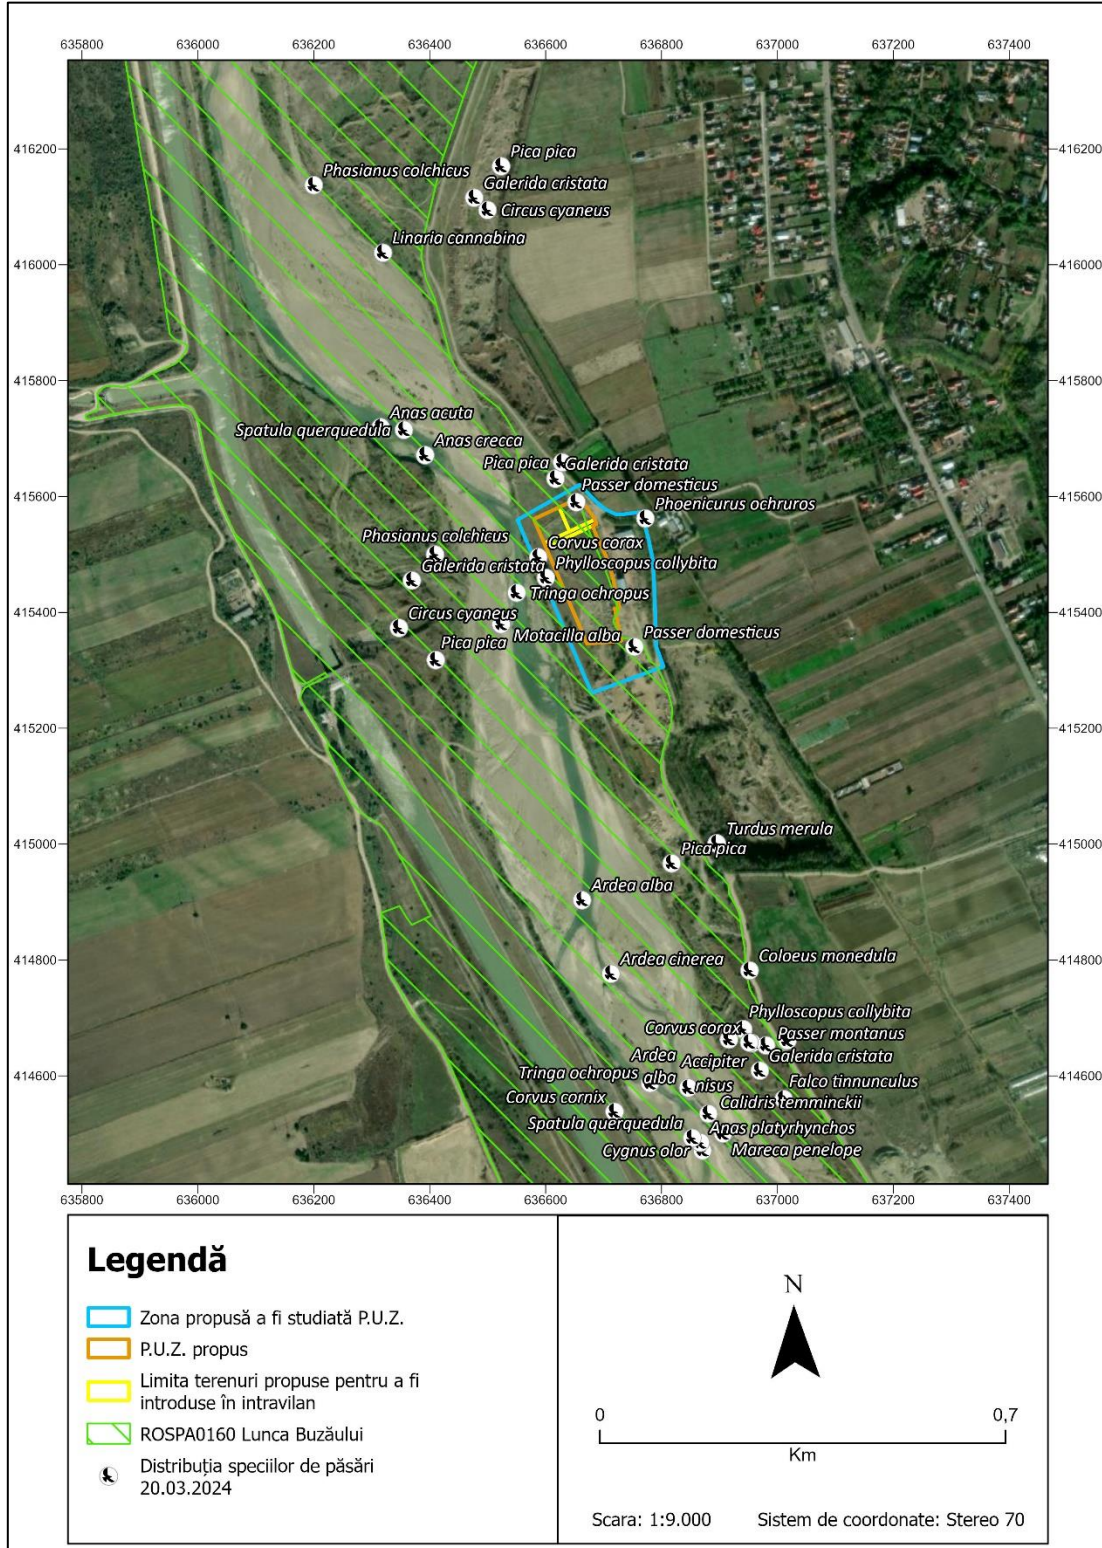 635800 636000 636200 636400 636600 636800 637000 637200 637400
416200 416200
Pica pica
Phasianus colchicus
Galerida cristata
Circus cyaneus
Linaria cannabina
416000 416000
415800 415800
Anas acuta
Spatula querquedula
Anas crecca
Pica pica
Galerida cristata
Passer domesticus
415600 415600
Phoenicurus ochruros
Phasianus colchicus
Corvus corax
Galerida cristata
Phylloscopus collybita
Tringa ochropus
415400 415400
Circus cyaneus
Motacilla alba
Passer domesticus
Pica pica
415200 415200
Turdus merula
415000 415000
Pica pica
Ardea alba
Ardea cinerea
Coloeus monedula
414800 414800
Phylloscopus collybita
Corvus corax
Passer montanus
Ardea
alba
Accipiter
nisus
Galerida cristata
414600 414600
Tringa ochropus
Falco tinnunculus
Corvus cornix
Calidris temminckii
Spatula querquedula
Anas platyrhynchos
Cygnus olor
Mareca penelope
635800 636000 636200 636400 636600 636800 637000 637200 637400
Legendă
Zona propusă a fi studiată P.U.Z.
P.U.Z. propus
Limita terenuri propuse pentru a fi
introduse în intravilan
ROSPA0160 Lunca Buzăului
Distribuția speciilor de păsări
20.03.2024
N
0 0,7
Km
Scara: 1:9.000 Sistem de coordonate: Stereo 70